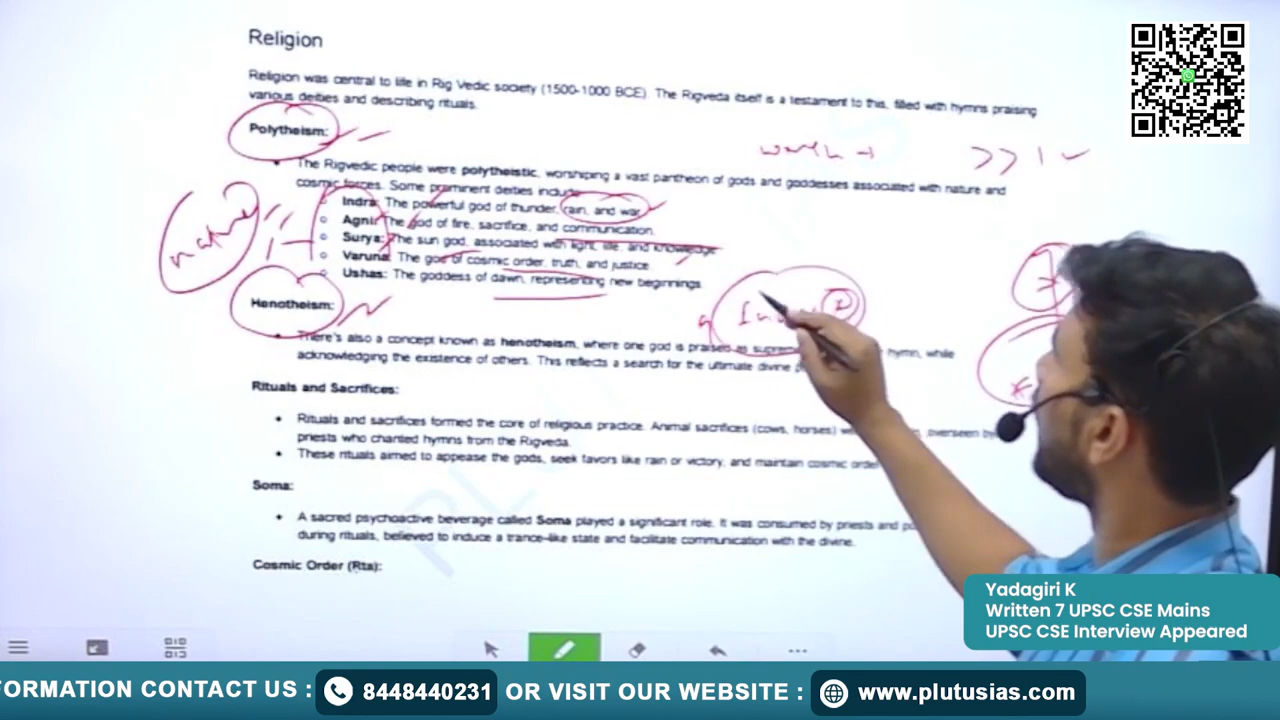 Religion
Religion was central to life in Rig Vedic society (1500-1000 BCE). The Rigveda itself is a testament to this, filled with hymns praising
various deities and describing rituals.
Polytheism:
The Rigvedic people were polytheistic, worshiping a vast pantheon of gods and goddesses associated with nature and
cosmic forces. Some prominent deities include:
Indra: The powerful god of thunder, rain, and war.
Agni: The god of fire, sacrifice, and communication.
Surya: The sun god, associated with light, life, and knowledge
Varuna: The god of cosmic order, truth, and justice.
Ushas: The goddess of dawn, representing new beginnings
nature
Henotheism:
There's also a concept known as henotheism, where one god is praised as suprem hymn, while
acknowledging the existence of others. This reflects a search for the ultimate divine
Rituals and Sacrifices:
Rituals and sacrifices formed the core of religious practice. Animal sacrifices (cows, horses) overseen by
priests who chanted hymns from the Rigveda.
These rituals aimed to appease the gods, seek favors like rain or victory, and maintain cosmic order
Soma:
A sacred psychoactive beverage called Soma played a significant role. It was consumed by priests and
during rituals, believed to induce a trance-like state and facilitate communication with the divine.
Cosmic Order (Rta):
Yadagiri K
Written 7 UPSC CSE Mains
UPSC CSE Interview Appeared
FORMATION CONTACT US : 8448440231 OR VISIT OUR WEBSITE : www.plutusias.com